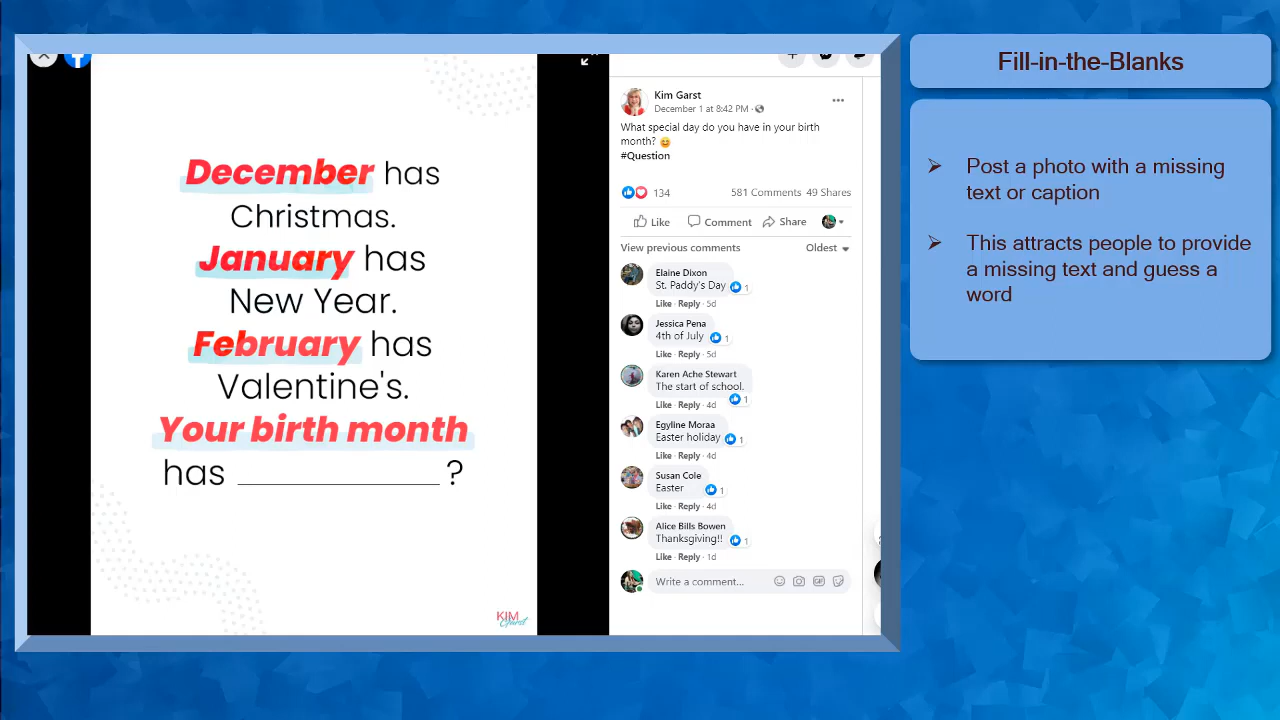 December has
Christmas.
January has
New Year.
February has
Valentine's.
Your birth month
has ____________ ?
KIM
Garst
Kim Garst
December 1 at 8:42 PM ·
What special day do you have in your birth
month? 😊
#Question
134 581 Comments 49 Shares
Like Comment Share
View previous comments Oldest
Elaine Dixon
St. Paddy's Day 1
Like · Reply · 5d
Jessica Pena
4th of July 1
Like · Reply · 5d
Karen Ache Stewart
The start of school. 1
Like · Reply · 4d
Egyline Moraa
Easter holiday 1
Like · Reply · 4d
Susan Cole
Easter 1
Like · Reply · 4d
Alice Bills Bowen
Thanksgiving!! 1
Like · Reply · 1d
Write a comment...
Fill-in-the-Blanks
Post a photo with a missing
text or caption
This attracts people to provide
a missing text and guess a
word